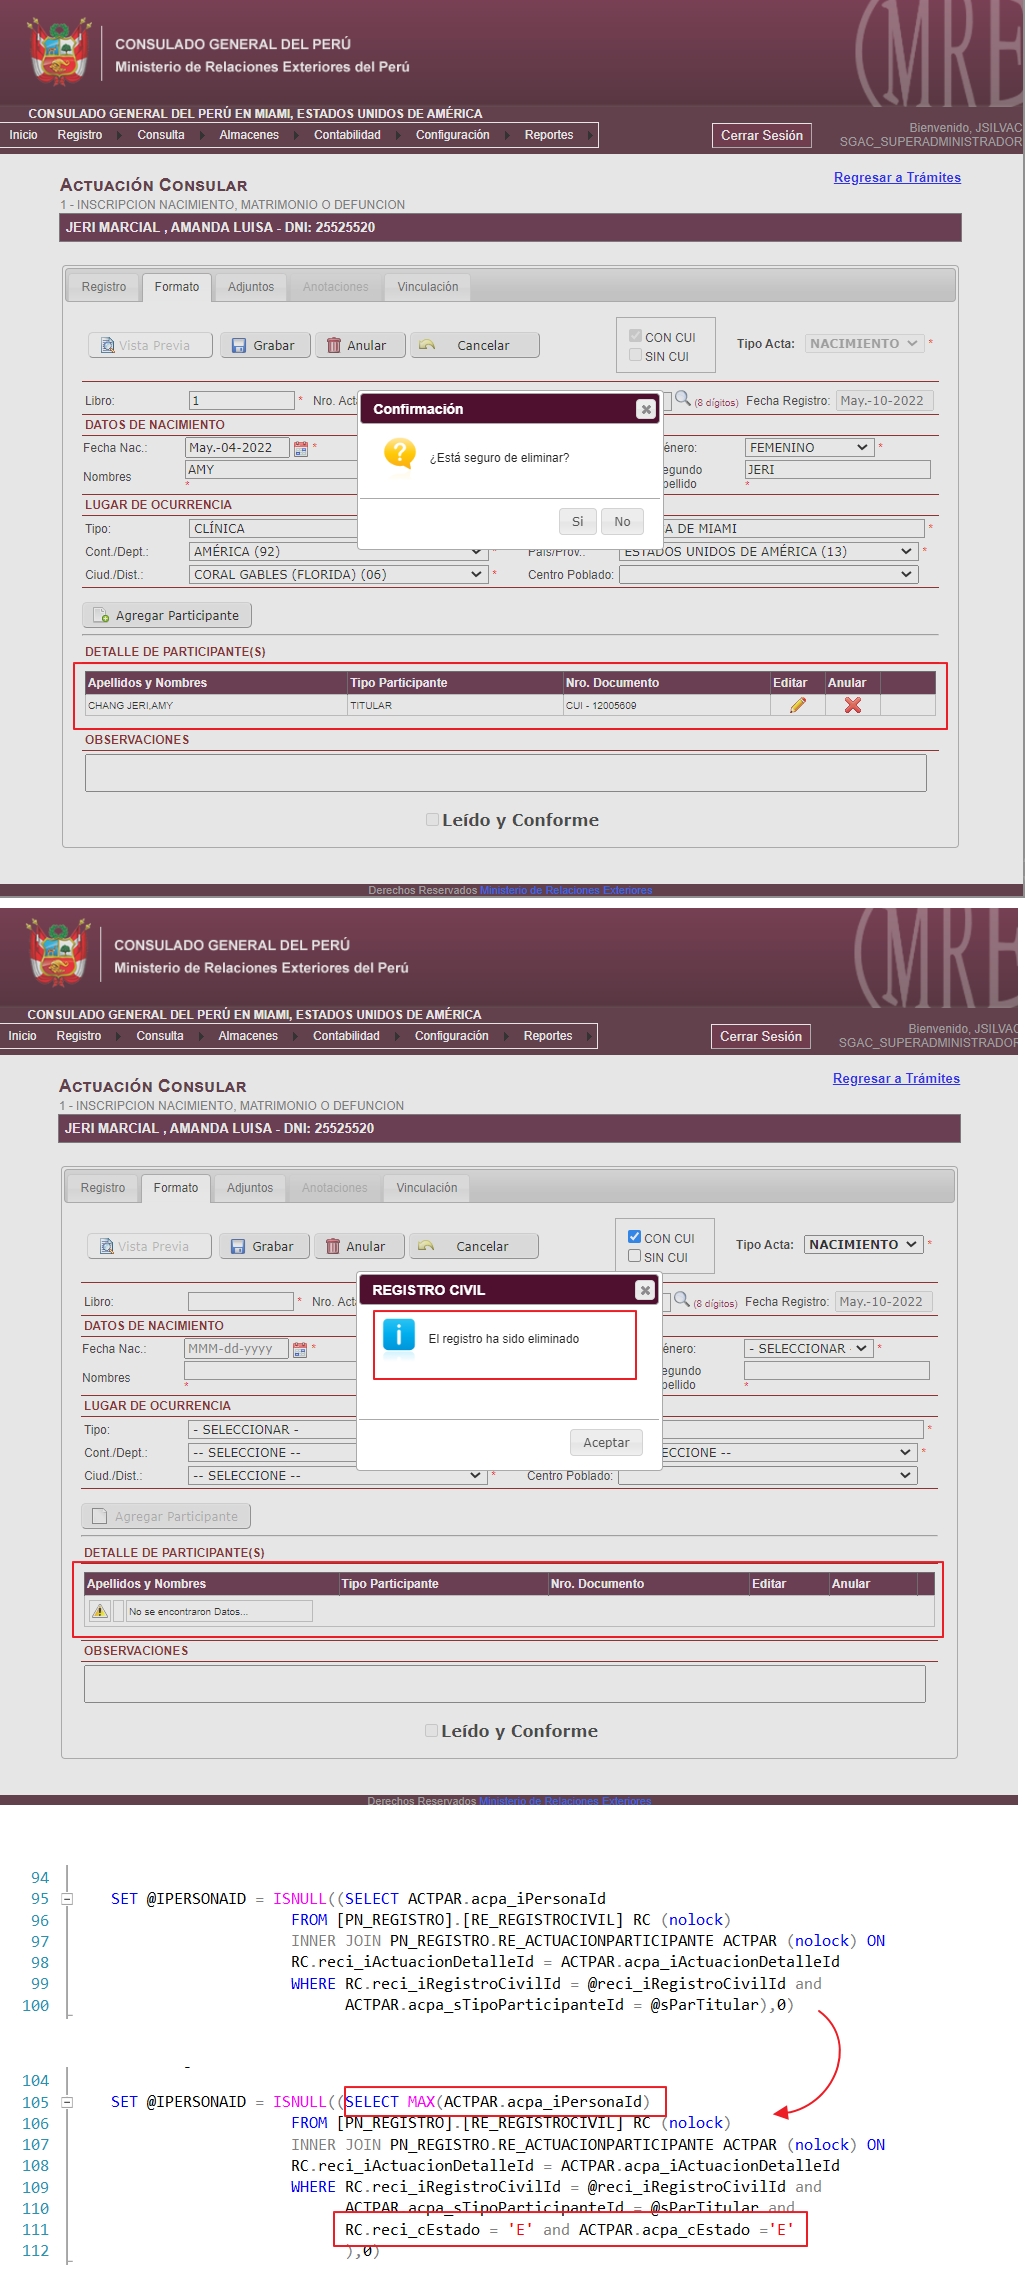 CONSULADO GENERAL DEL PERÚ
Ministerio de Relaciones Exteriores del Perú
(MRE
CONSULADO GENERAL DEL PERÚ EN MIAMI, ESTADOS UNIDOS DE AMÉRICA
Inicio Registro Consulta Almacenes Contabilidad Configuración Reportes
Cerrar Sesión
Bienvenido, JSILVAC
SGAC_SUPERADMINISTRADOR
ACTUACIÓN CONSULAR
Regresar a Trámites
1 - INSCRIPCION NACIMIENTO, MATRIMONIO O DEFUNCION
JERI MARCIAL , AMANDA LUISA - DNI: 25525520
Registro Formato Adjuntos Anotaciones Vinculación
Vista Previa Grabar Anular Cancelar
CON CUI
SIN CUI
Tipo Acta: NACIMIENTO *
Libro: 1 * Nro. Act (8 dígitos) Fecha Registro: May.-10-2022
DATOS DE NACIMIENTO
Fecha Nac.: May.-04-2022 * énero: FEMENINO *
Nombres AMY * egundo pellido JERI *
Confirmación
¿Está seguro de eliminar?
Si No
LUGAR DE OCURRENCIA
Tipo: CLÍNICA A DE MIAMI *
Cont./Dept.: AMÉRICA (92) * País/Prov.: ESTADOS UNIDOS DE AMÉRICA (13) *
Ciud./Dist.: CORAL GABLES (FLORIDA) (06) * Centro Poblado:
Agregar Participante
DETALLE DE PARTICIPANTE(S)
Apellidos y Nombres Tipo Participante Nro. Documento Editar Anular
CHANG JERI,AMY TITULAR CUI - 12005609
OBSERVACIONES
Leído y Conforme
Derechos Reservados Ministerio de Relaciones Exteriores
CONSULADO GENERAL DEL PERÚ
Ministerio de Relaciones Exteriores del Perú
(MRE
CONSULADO GENERAL DEL PERÚ EN MIAMI, ESTADOS UNIDOS DE AMÉRICA
Inicio Registro Consulta Almacenes Contabilidad Configuración Reportes
Cerrar Sesión
Bienvenido, JSILVAC
SGAC_SUPERADMINISTRADOR
ACTUACIÓN CONSULAR
Regresar a Trámites
1 - INSCRIPCION NACIMIENTO, MATRIMONIO O DEFUNCION
JERI MARCIAL , AMANDA LUISA - DNI: 25525520
Registro Formato Adjuntos Anotaciones Vinculación
Vista Previa Grabar Anular Cancelar
CON CUI
SIN CUI
Tipo Acta: NACIMIENTO *
Libro: * Nro. Act (8 dígitos) Fecha Registro: May.-10-2022
DATOS DE NACIMIENTO
Fecha Nac.: MMM-dd-yyyy * énero: - SELECCIONAR *
Nombres * egundo pellido *
REGISTRO CIVIL
El registro ha sido eliminado
Aceptar
LUGAR DE OCURRENCIA
Tipo: - SELECCIONAR - *
Cont./Dept.: -- SELECCIONE -- ECCIONE -- *
Ciud./Dist.: -- SELECCIONE -- * Centro Poblado:
Agregar Participante
DETALLE DE PARTICIPANTE(S)
Apellidos y Nombres Tipo Participante Nro. Documento Editar Anular
No se encontraron Datos...
OBSERVACIONES
Leído y Conforme
Derechos Reservados Ministerio de Relaciones Exteriores
94
95 SET @IPERSONAID = ISNULL((SELECT ACTPAR.acpa_iPersonaId
96 FROM [PN_REGISTRO].[RE_REGISTROCIVIL] RC (nolock)
97 INNER JOIN PN_REGISTRO.RE_ACTUACIONPARTICIPANTE ACTPAR (nolock) ON
98 RC.reci_iActuacionDetalleId = ACTPAR.acpa_iActuacionDetalleId
99 WHERE RC.reci_iRegistroCivilId = @reci_iRegistroCivilId and
100 ACTPAR.acpa_sTipoParticipanteId = @sParTitular),0)
104
105 SET @IPERSONAID = ISNULL((SELECT MAX(ACTPAR.acpa_iPersonaId)
106 FROM [PN_REGISTRO].[RE_REGISTROCIVIL] RC (nolock)
107 INNER JOIN PN_REGISTRO.RE_ACTUACIONPARTICIPANTE ACTPAR (nolock) ON
108 RC.reci_iActuacionDetalleId = ACTPAR.acpa_iActuacionDetalleId
109 WHERE RC.reci_iRegistroCivilId = @reci_iRegistroCivilId and
110 ACTPAR.acpa_sTipoParticipanteId = @sParTitular and
111 RC.reci_cEstado = 'E' and ACTPAR.acpa_cEstado ='E'
112 ),0)